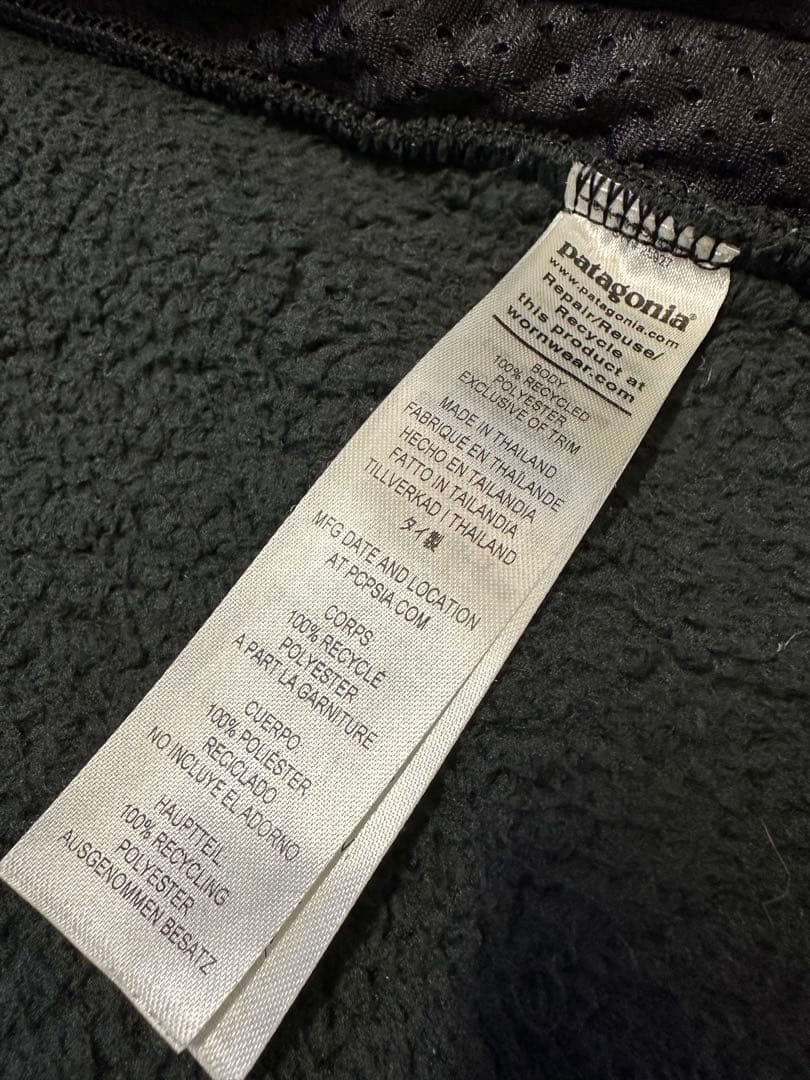 patagonia®
www.patagonia.com
Repair/Reuse/
Recycle
this product at
wornwear.com
BODY:
100% RECYCLED
POLYESTER
EXCLUSIVE OF TRIM
MADE IN THAILAND
FABRIQUÉ EN THAÏLANDE
HECHO EN TAILANDIA
FATTO IN TAILANDIA
TILLVERKAD I THAILAND
タイ製
MFG DATE AND LOCATION
AT PCPSIA.COM
CORPS:
100% RECYCLÉ
POLYESTER
A PART LA GARNITURE
CUERPO:
100% POLIÉSTER
RECICLADO
NO INCLUYE EL ADORNO
HAUPTTEIL:
100% RECYCLING
POLYESTER
AUSGENOMMEN BESATZ